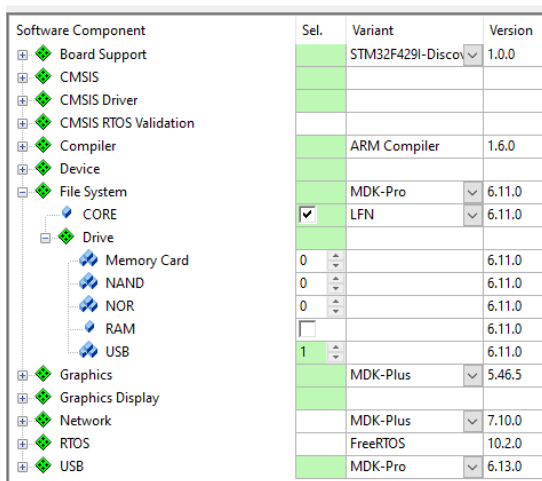 Software Component Sel. Variant Version
Board Support STM32F429I-Discov 1.0.0
CMSIS
CMSIS Driver
CMSIS RTOS Validation
Compiler ARM Compiler 1.6.0
Device
File System MDK-Pro 6.11.0
CORE LFN 6.11.0
Drive
Memory Card 0 6.11.0
NAND 0 6.11.0
NOR 0 6.11.0
RAM 6.11.0
USB 1 6.11.0
Graphics MDK-Plus 5.46.5
Graphics Display
Network MDK-Plus 7.10.0
RTOS FreeRTOS 10.2.0
USB MDK-Pro 6.13.0